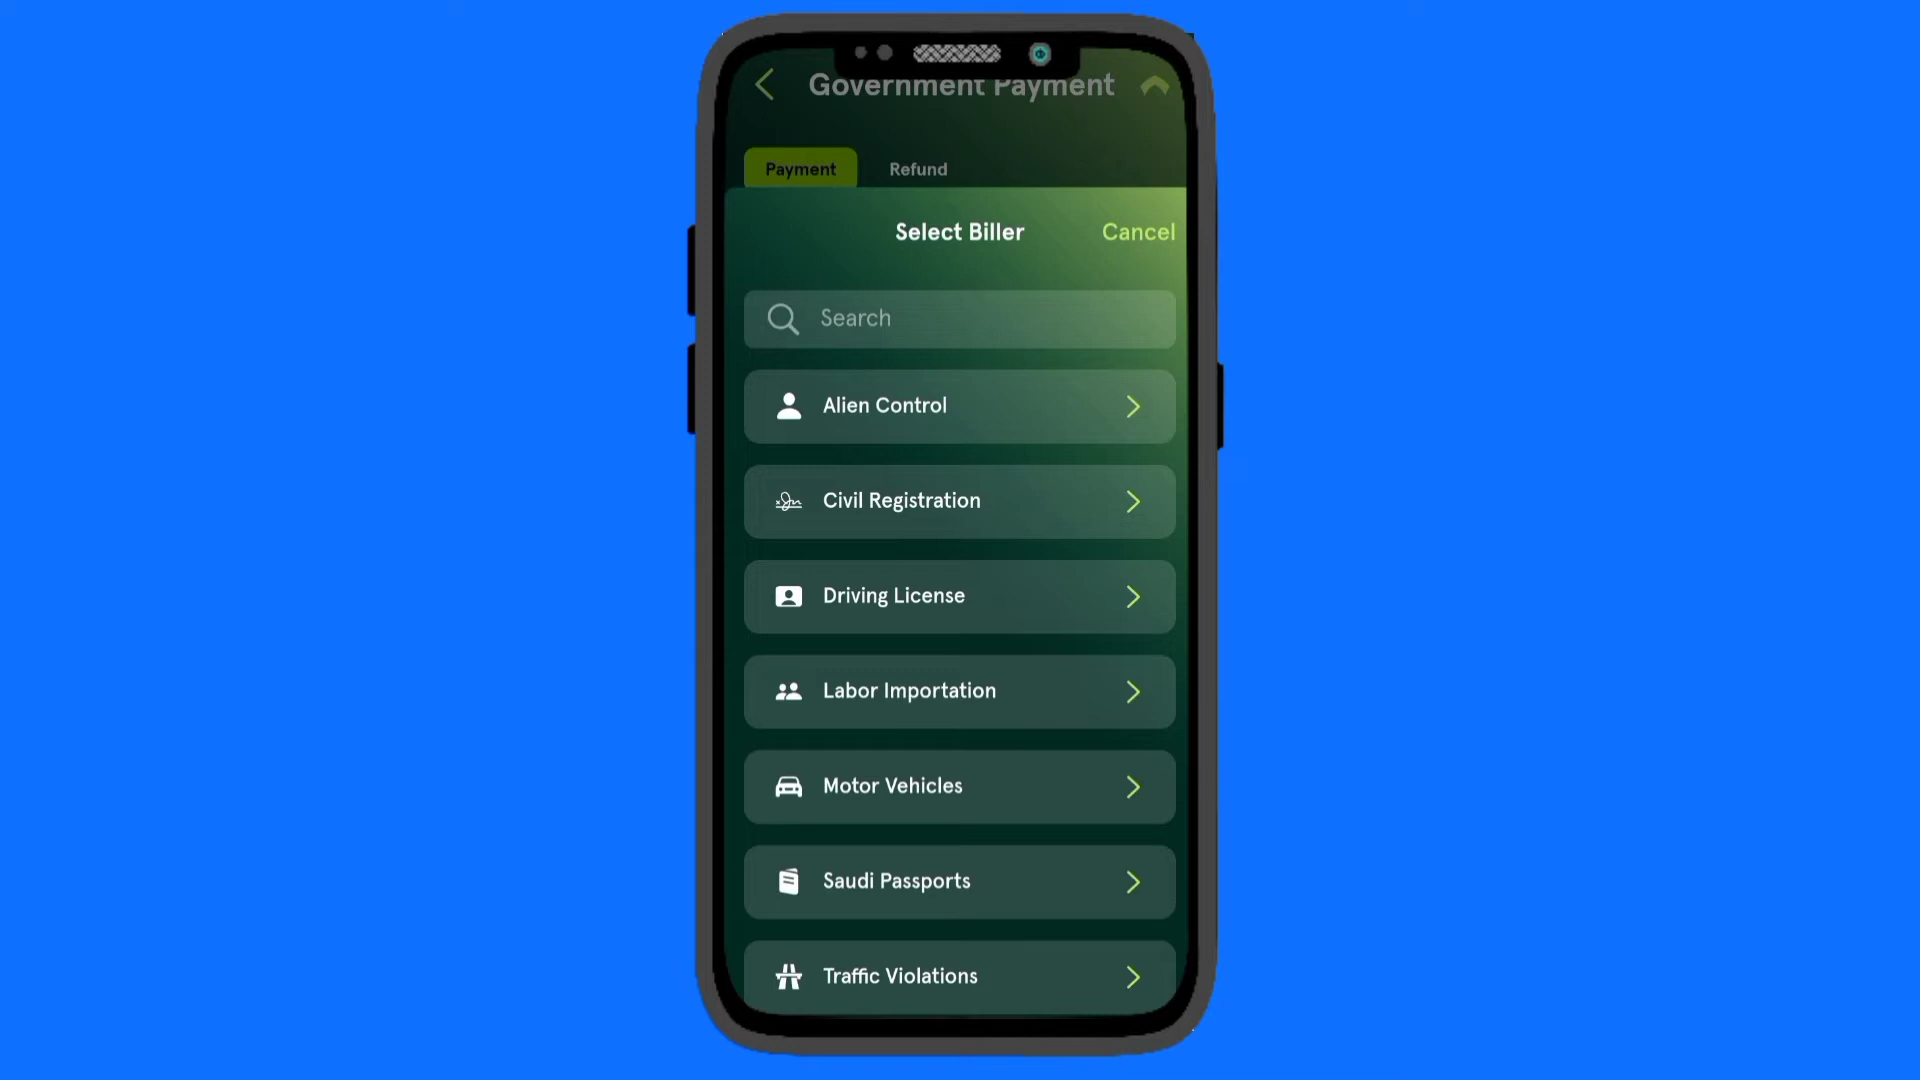 Government Payment
Payment
Refund
Select Biller
Cancel
Search
Alien Control
Civil Registration
Driving License
Labor Importation
Motor Vehicles
Saudi Passports
Traffic Violations